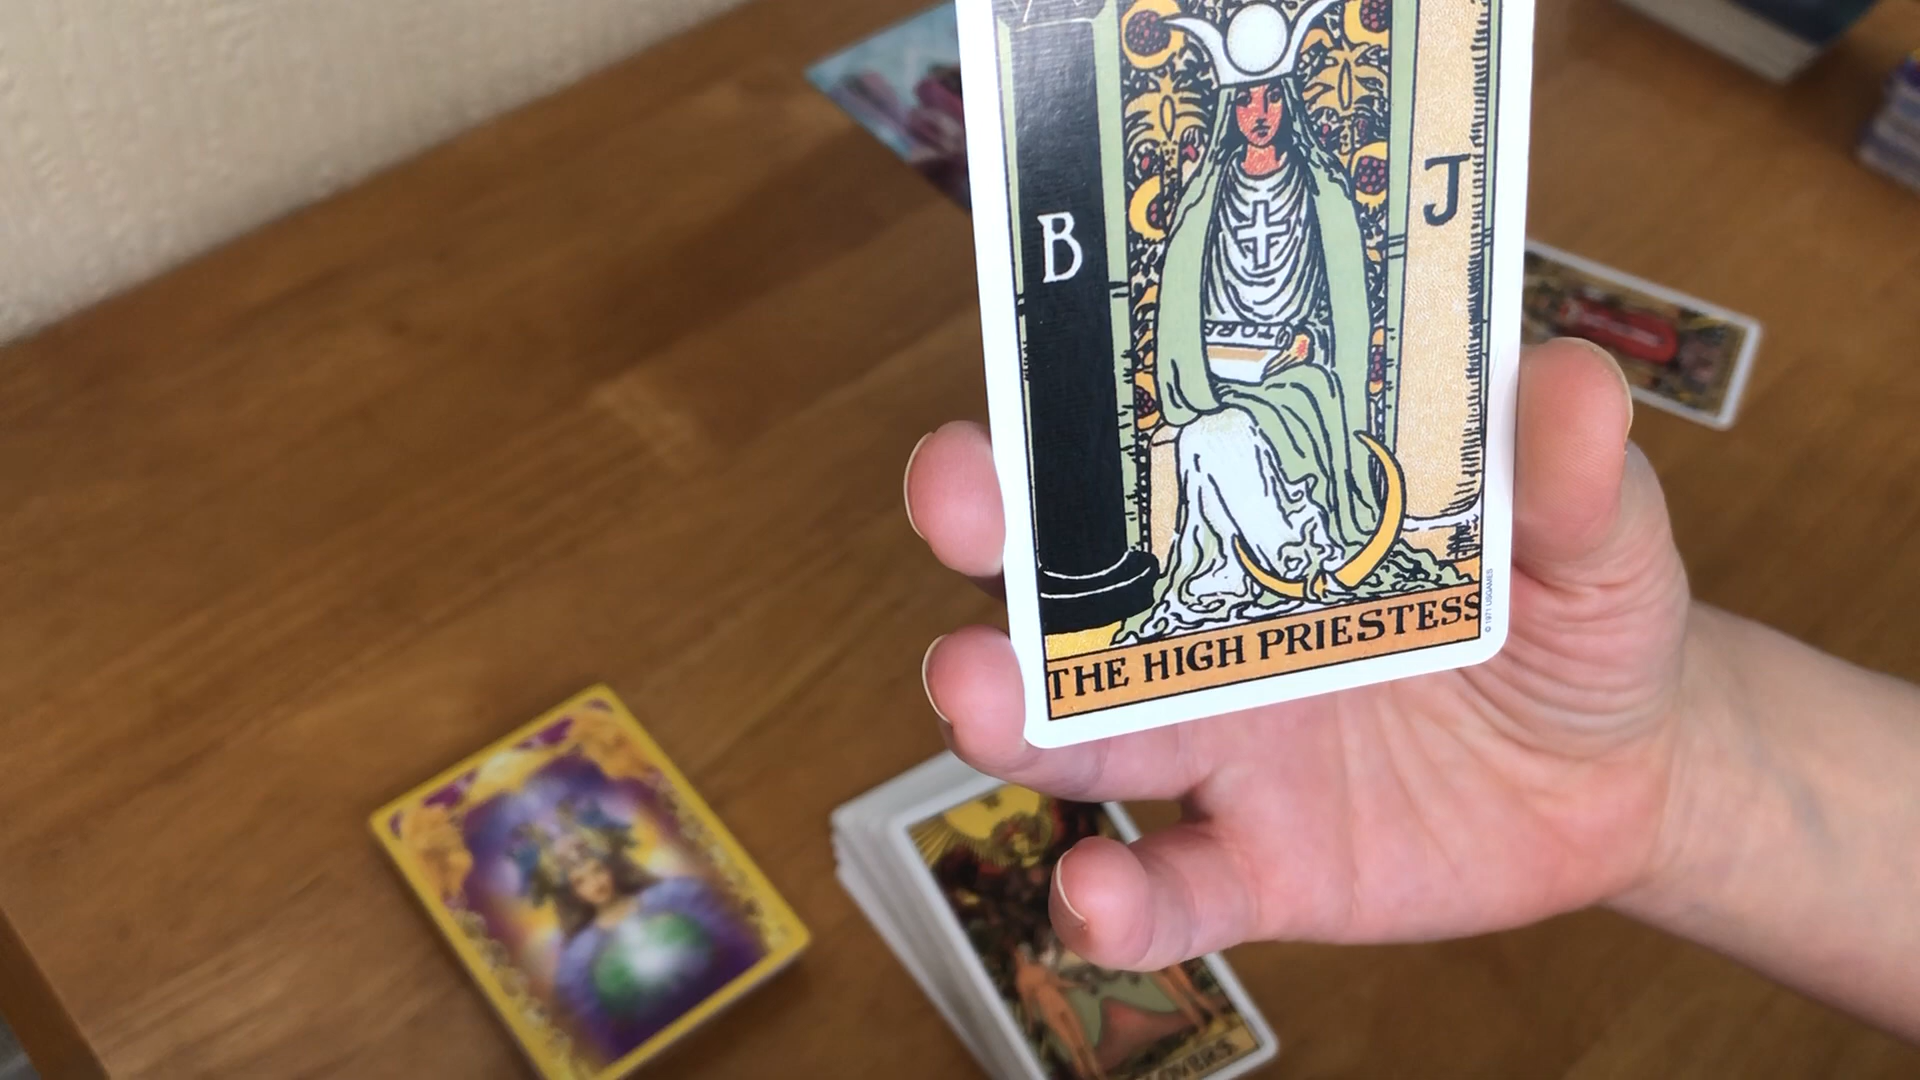 B
J
TORA
THE HIGH PRIESTESS
© 1971 USGAMES
LOVERS